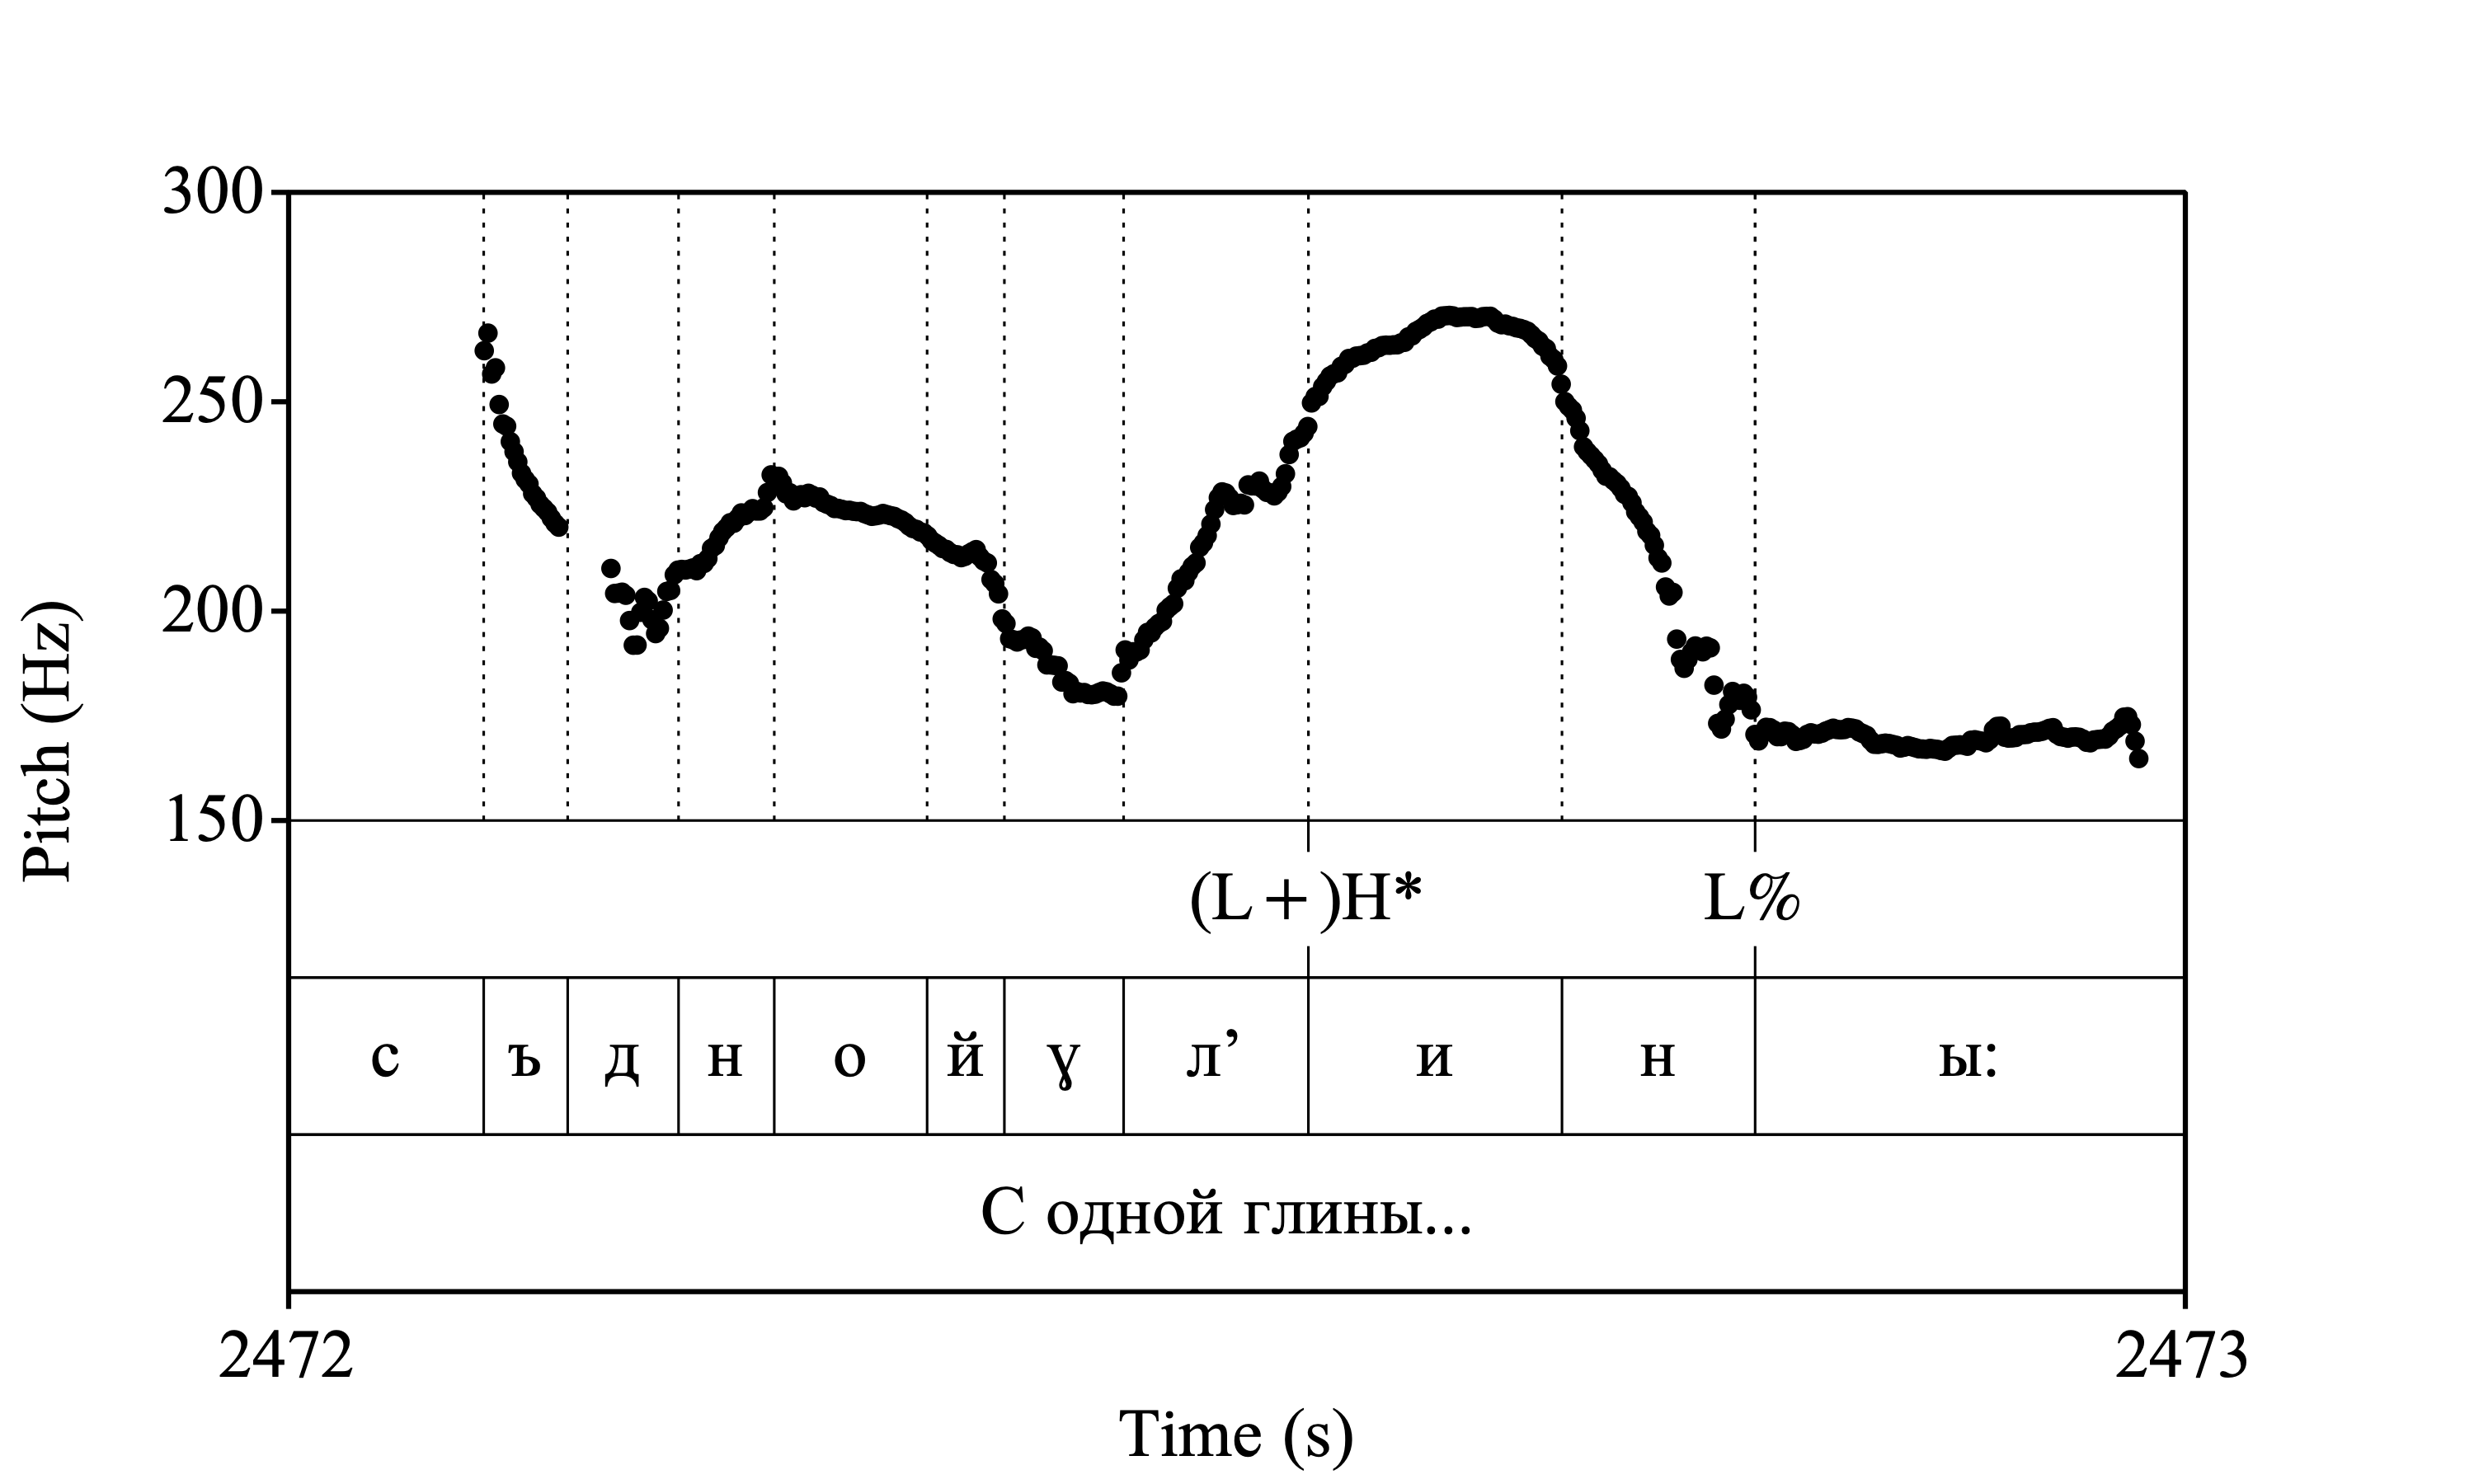 300
250
200
150
Pitch (Hz)
(L + )H* L%
с ъ д н о й ɣ л’ и н ы:
С одной глины...
2472 2473
Time (s)